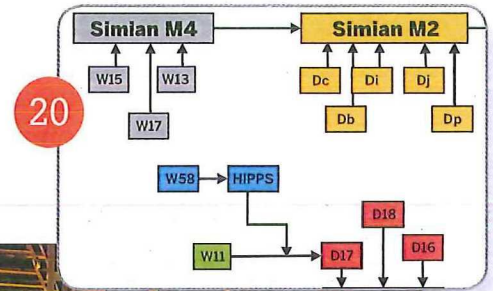 Simian M4
Simian M2
W15
W13
Dc
Di
Dj
W17
Db
Dp
20
W58
HIPPS
D18
W11
D17
D16